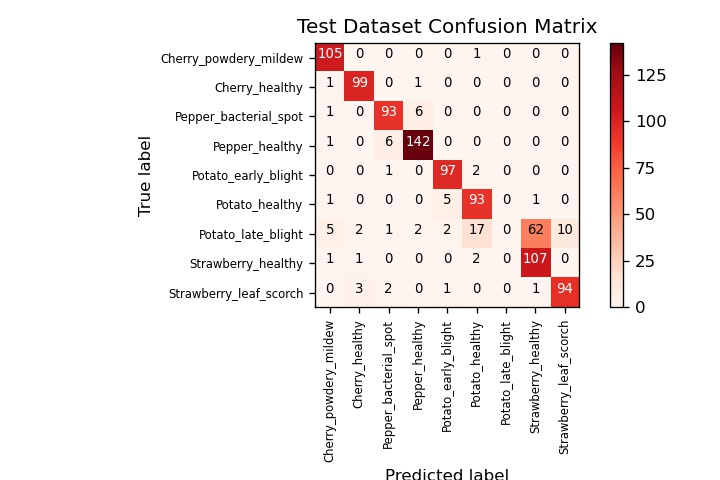 Test Dataset Confusion Matrix
True label
Cherry_powdery_mildew 105 0 0 0 0 1 0 0 0
Cherry_healthy 1 99 0 1 0 0 0 0 0
Pepper_bacterial_spot 1 0 93 6 0 0 0 0 0
Pepper_healthy 1 0 6 142 0 0 0 0 0
Potato_early_blight 0 0 1 0 97 2 0 0 0
Potato_healthy 1 0 0 0 5 93 0 1 0
Potato_late_blight 5 2 1 2 2 17 0 62 10
Strawberry_healthy 1 1 0 0 0 2 0 107 0
Strawberry_leaf_scorch 0 3 2 0 1 0 0 1 94
Cherry_powdery_mildew
Cherry_healthy
Pepper_bacterial_spot
Pepper_healthy
Potato_early_blight
Potato_healthy
Potato_late_blight
Strawberry_healthy
Strawberry_leaf_scorch
Predicted label
125
100
75
50
25
0